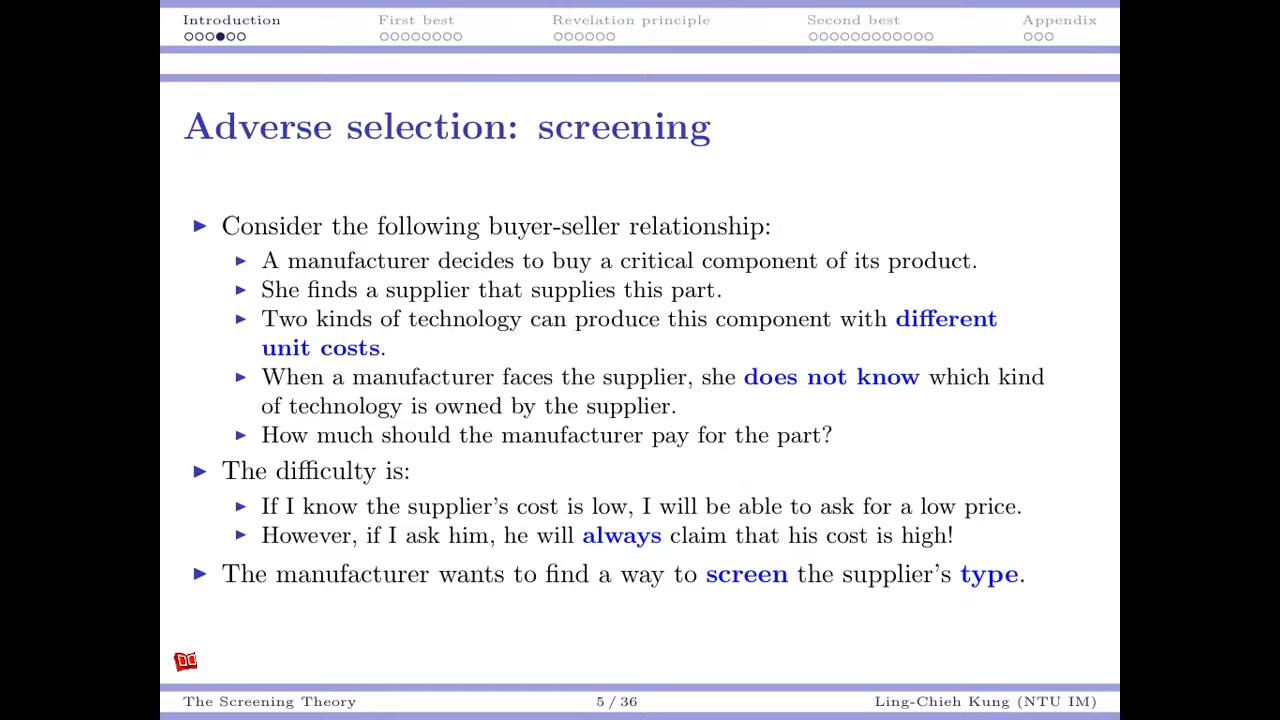 Introduction First best Revelation principle Second best Appendix
Adverse selection: screening
Consider the following buyer-seller relationship:
A manufacturer decides to buy a critical component of its product.
She finds a supplier that supplies this part.
Two kinds of technology can produce this component with different
unit costs.
When a manufacturer faces the supplier, she does not know which kind
of technology is owned by the supplier.
How much should the manufacturer pay for the part?
The difficulty is:
If I know the supplier's cost is low, I will be able to ask for a low price.
However, if I ask him, he will always claim that his cost is high!
The manufacturer wants to find a way to screen the supplier's type.
The Screening Theory 5 / 36 Ling-Chieh Kung (NTU IM)